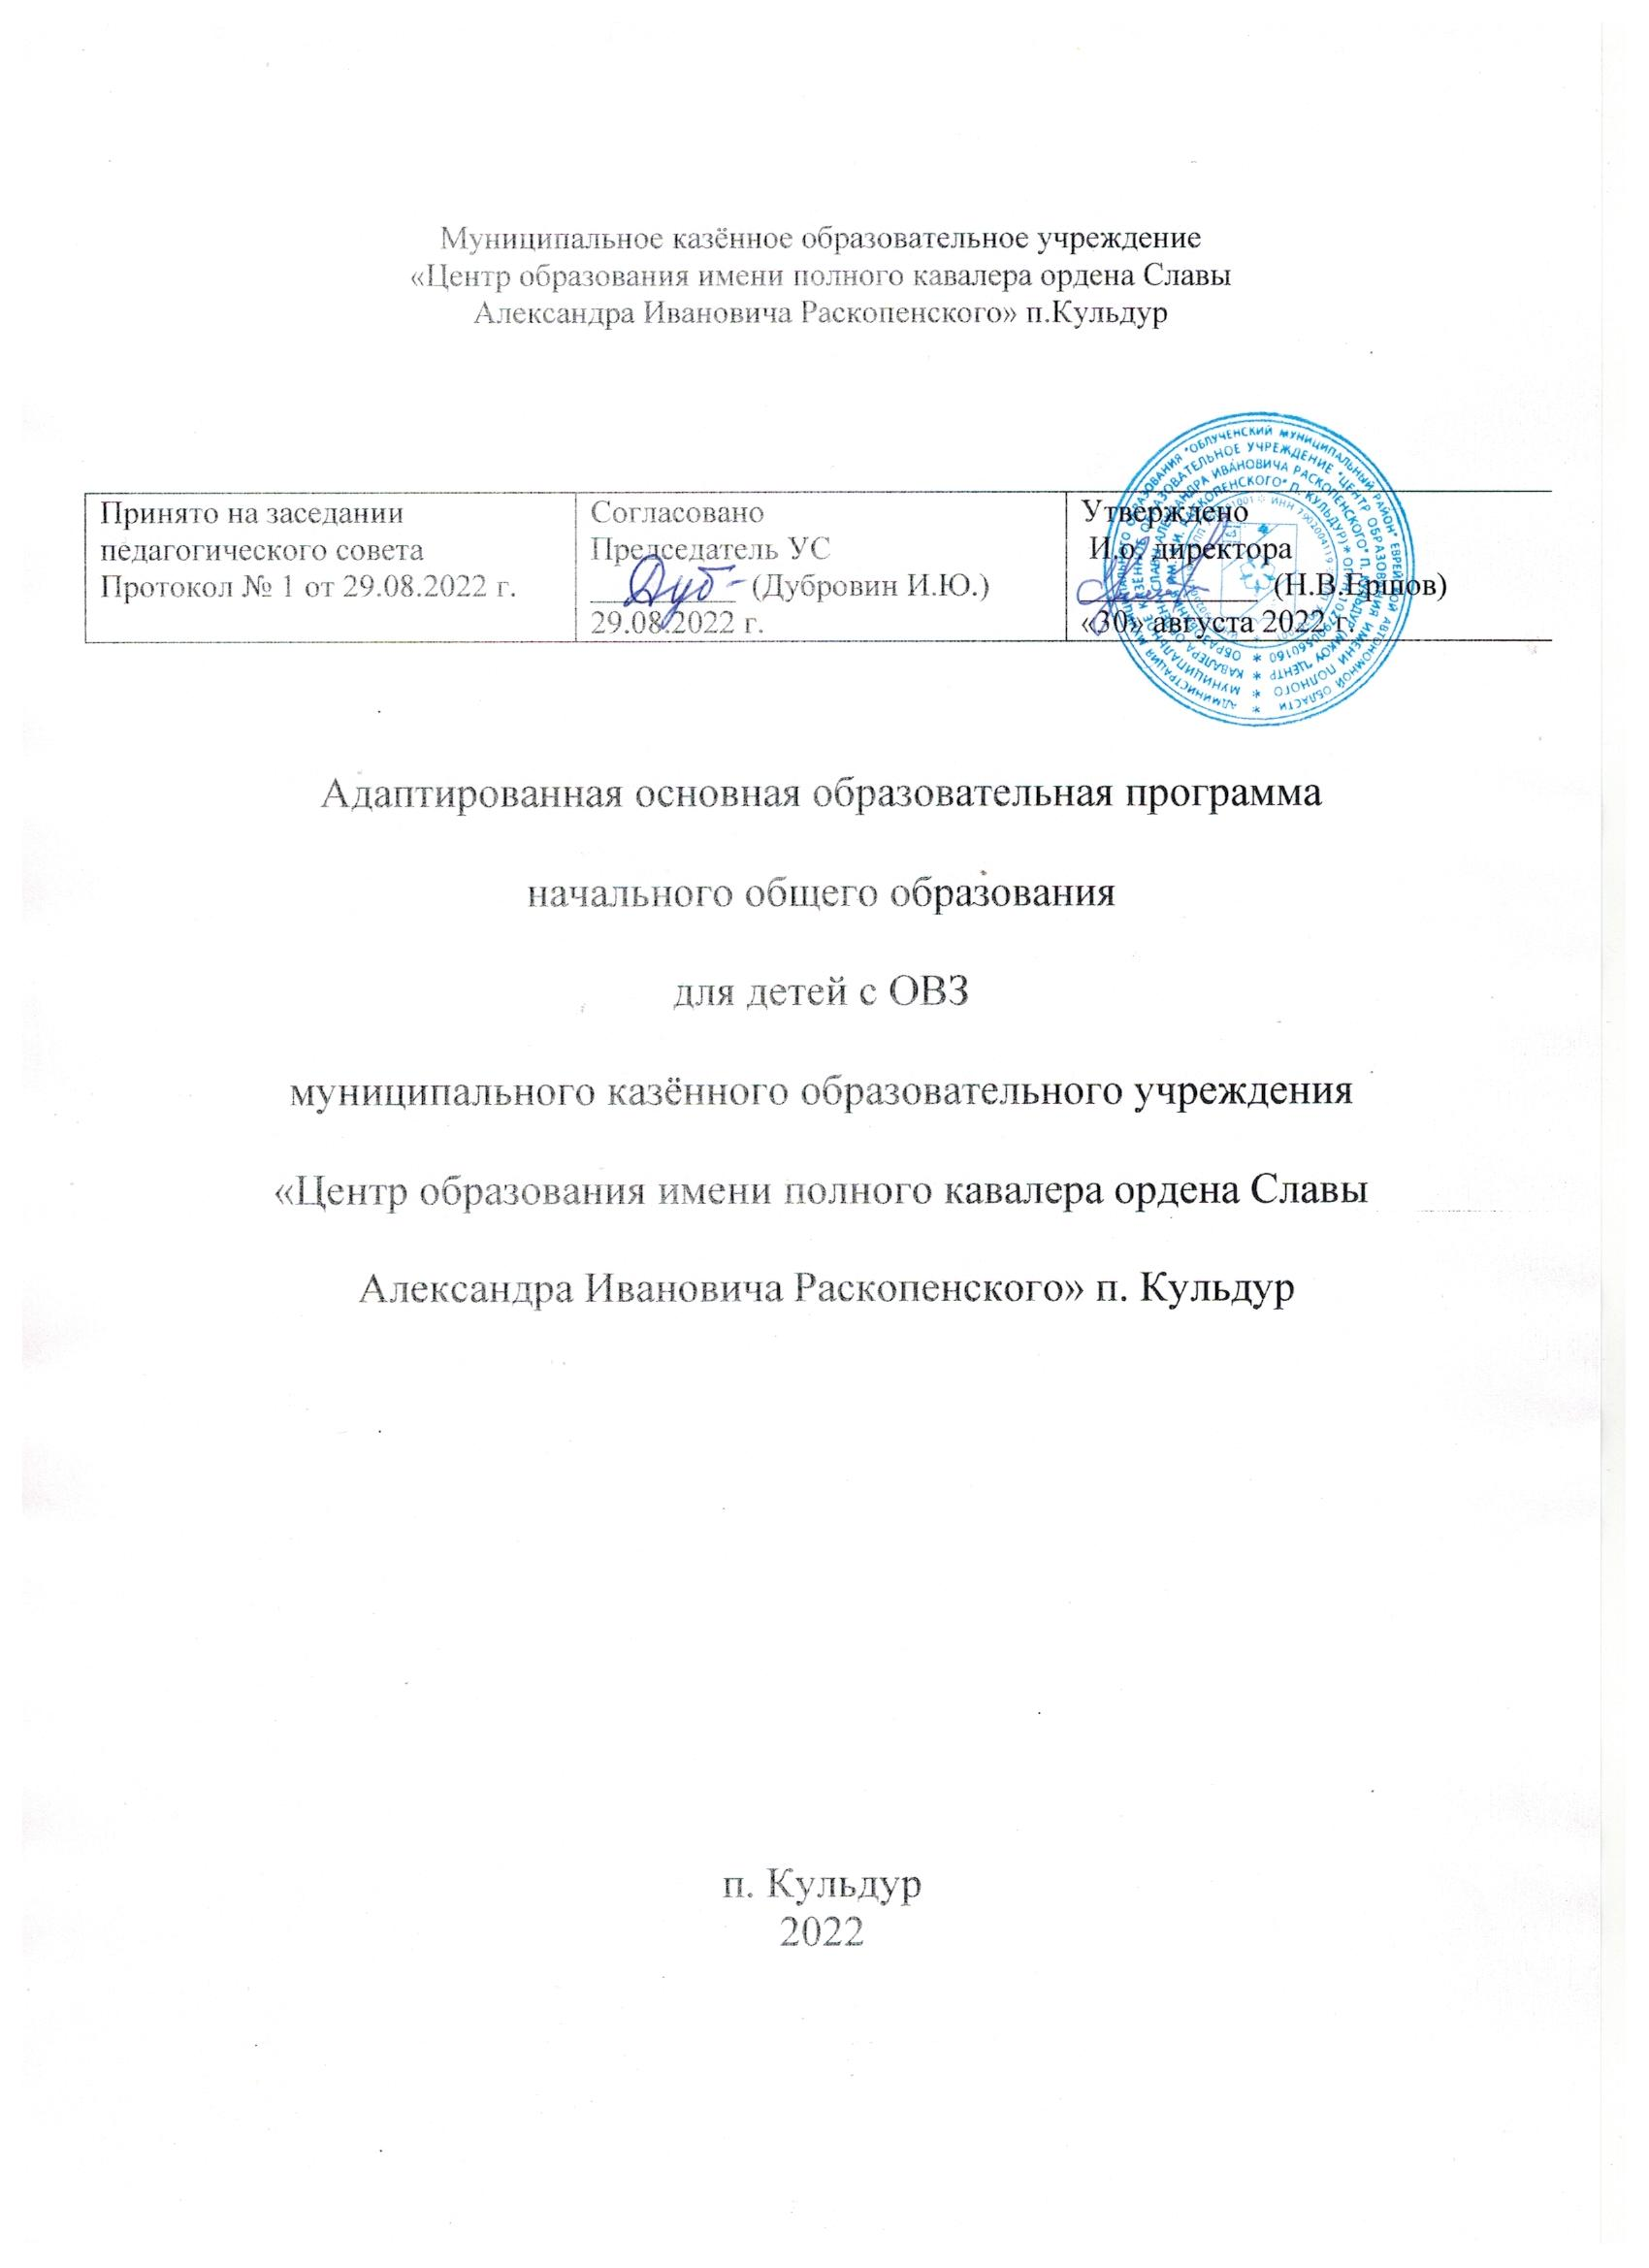 Муниципальное казённое образовательное учреждение
«Центр образования имени полного кавалера ордена Славы
Александра Ивановича Раскопенского» п.Кульдур
Принято на заседании
педагогического совета
Протокол № 1 от 29.08.2022 г.
Согласовано
Председатель УС
(Дубровин И.Ю.)
29.08.2022 г.
Утверждено
И.о. директора
(Н.В.Ершов)
«30» августа 2022 г.
Адаптированная основная образовательная программа
начального общего образования
для детей с ОВЗ
муниципального казённого образовательного учреждения
«Центр образования имени полного кавалера ордена Славы
Александра Ивановича Раскопенского» п. Кульдур
п. Кульдур
2022